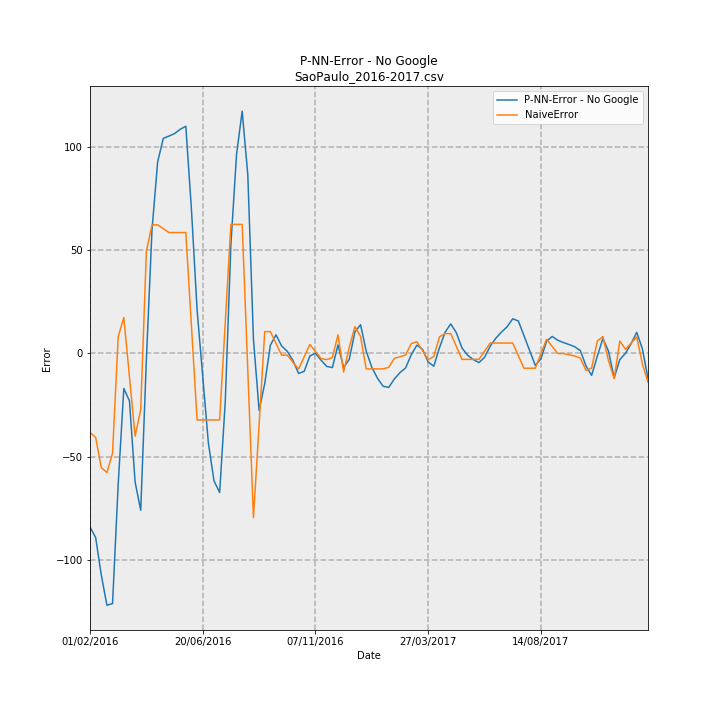 P-NN-Error - No Google
SaoPaulo_2016-2017.csv
P-NN-Error - No Google
NaiveError
100
50
0
−50
−100
Error
01/02/2016 20/06/2016 07/11/2016 27/03/2017 14/08/2017
Date